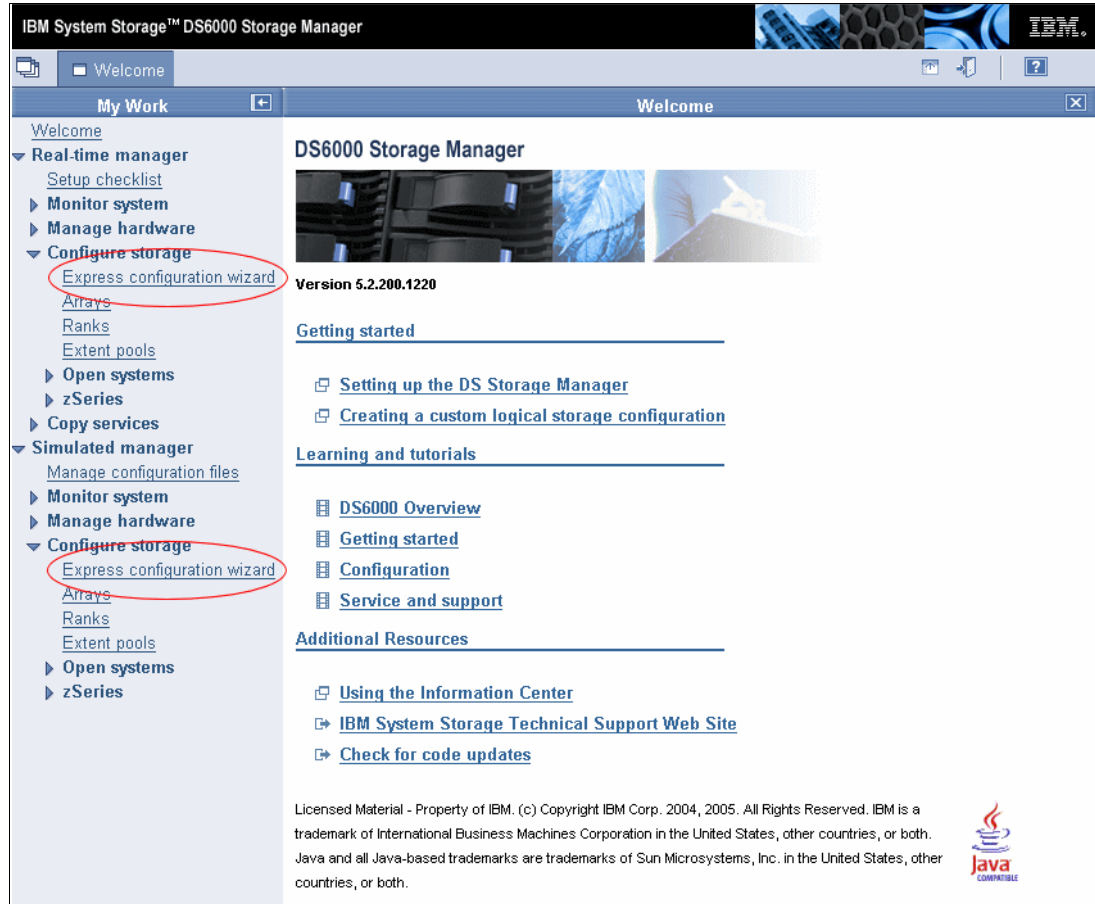 IBM System Storage™ DS6000 Storage Manager
IBM.
Welcome
?
My Work
Welcome
Welcome
Real-time manager
Setup checklist
Monitor system
Manage hardware
Configure storage
Express configuration wizard
Arrays
Ranks
Extent pools
Open systems
zSeries
Copy services
Simulated manager
Manage configuration files
Monitor system
Manage hardware
Configure storage
Express configuration wizard
Arrays
Ranks
Extent pools
Open systems
zSeries
DS6000 Storage Manager
Version 5.2.200.1220
Getting started
Setting up the DS Storage Manager
Creating a custom logical storage configuration
Learning and tutorials
DS6000 Overview
Getting started
Configuration
Service and support
Additional Resources
Using the Information Center
IBM System Storage Technical Support Web Site
Check for code updates
Licensed Material - Property of IBM. (c) Copyright IBM Corp. 2004, 2005. All Rights Reserved. IBM is a
trademark of International Business Machines Corporation in the United States, other countries, or both.
Java and all Java-based trademarks are trademarks of Sun Microsystems, Inc. in the United States, other
countries, or both.
Java
COMPATIBLE